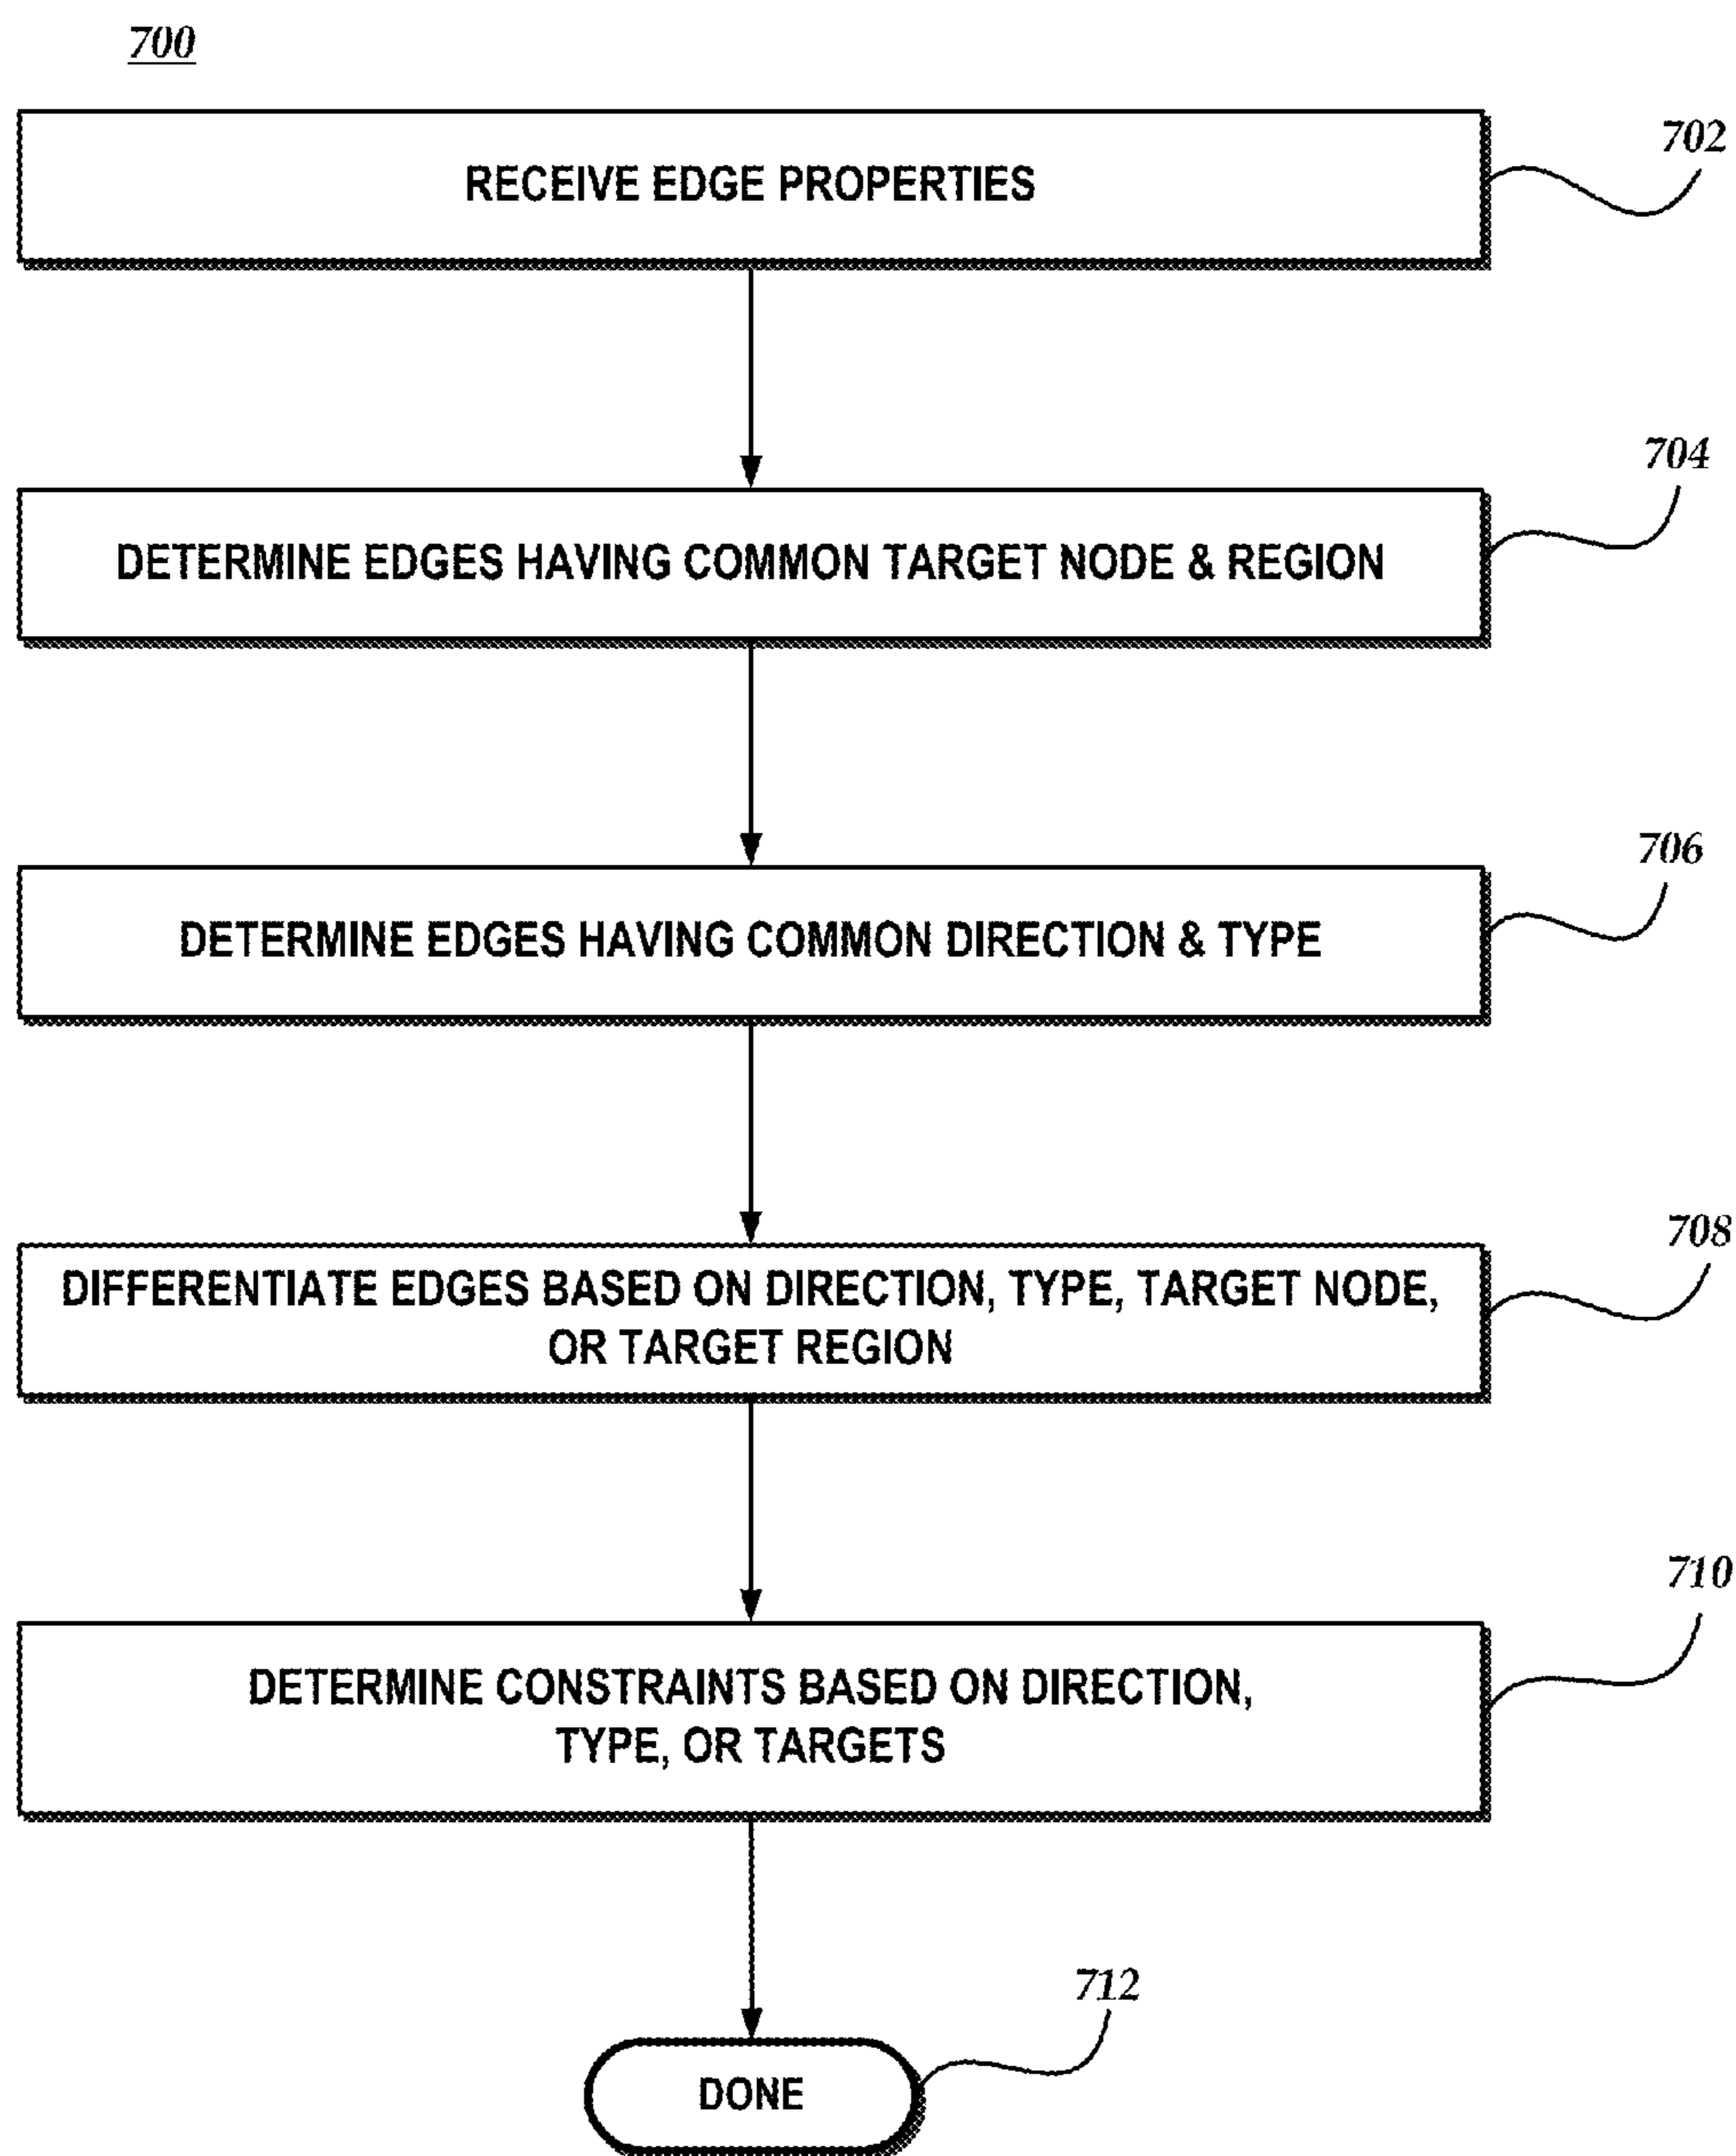 700
RECEIVE EDGE PROPERTIES
702
DETERMINE EDGES HAVING COMMON TARGET NODE & REGION
704
DETERMINE EDGES HAVING COMMON DIRECTION & TYPE
706
DIFFERENTIATE EDGES BASED ON DIRECTION, TYPE, TARGET NODE,
OR TARGET REGION
708
DETERMINE CONSTRAINTS BASED ON DIRECTION,
TYPE, OR TARGETS
710
DONE
712